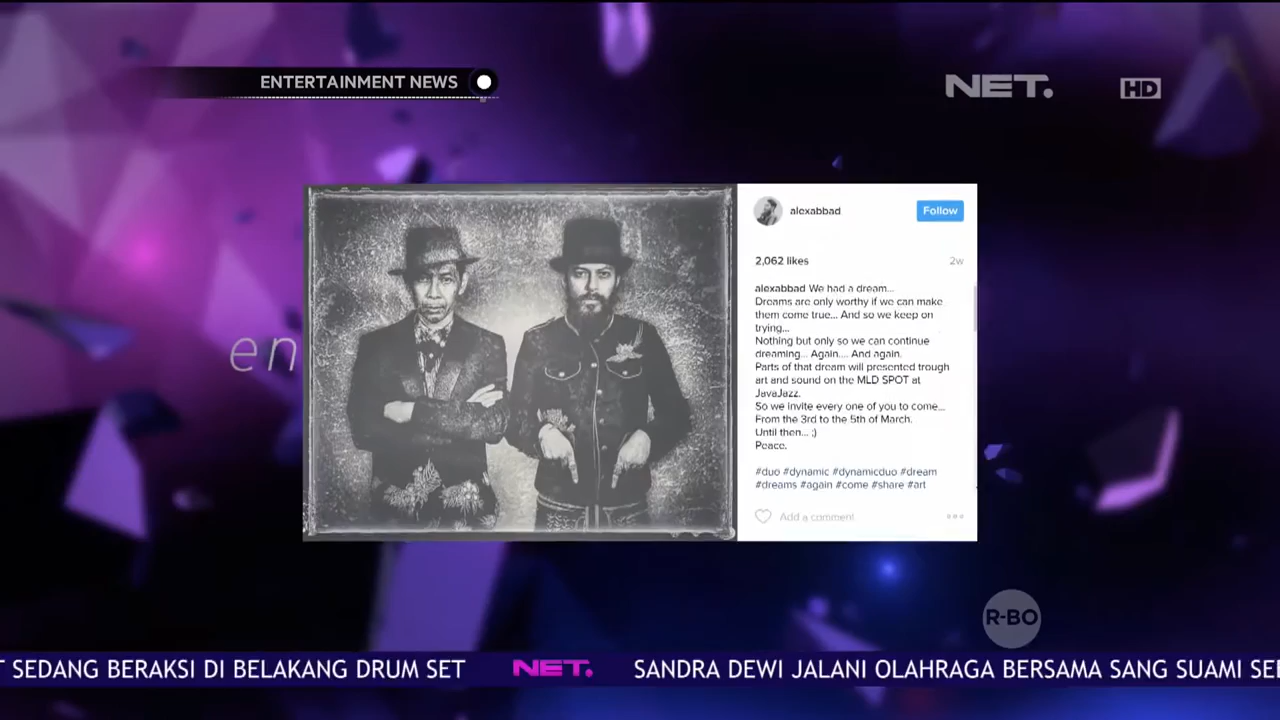 ENTERTAINMENT NEWS
NET.
HD
en
alexabbad
Follow
2,062 likes
2w
alexabbad We had a dream...
Dreams are only worthy if we can make
them come true... And so we keep on
trying...
Nothing but only so we can continue
dreaming... Again.... And again.
Parts of that dream will presented trough
art and sound on the MLD SPOT at
JavaJazz.
So we invite every one of you to come...
From the 3rd to the 5th of March.
Until then... ;)
Peace.
#duo #dynamic #dynamicduo #dream
#dreams #again #come #share #art
Add a comment
R-BO
T SEDANG BERAKSI DI BELAKANG DRUM SET NET. SANDRA DEWI JALANI OLAHRAGA BERSAMA SANG SUAMI